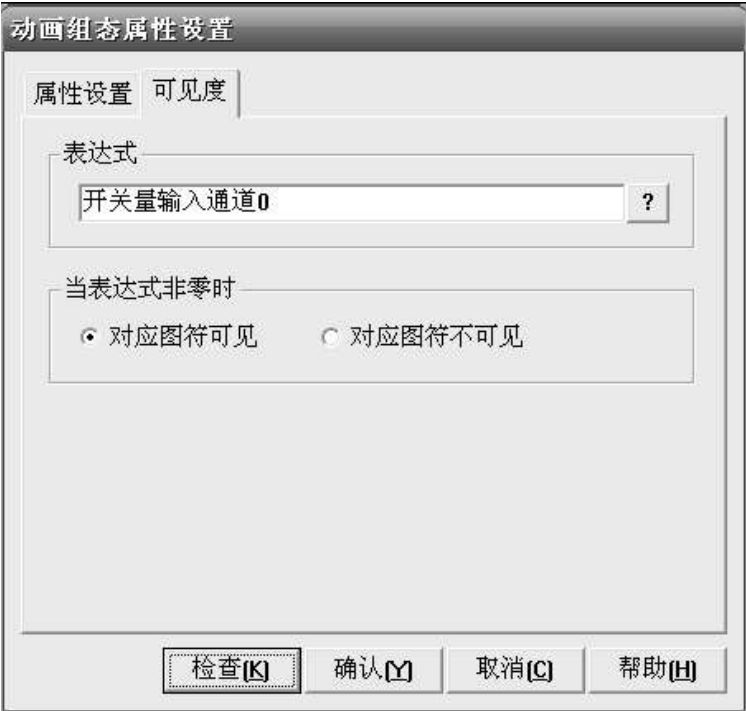 动画组态属性设置
属性设置 可见度
表达式
开关量输入通道0 ?
当表达式非零时
对应图符可见 对应图符不可见
检查(K) 确认(Y) 取消(C) 帮助(H)